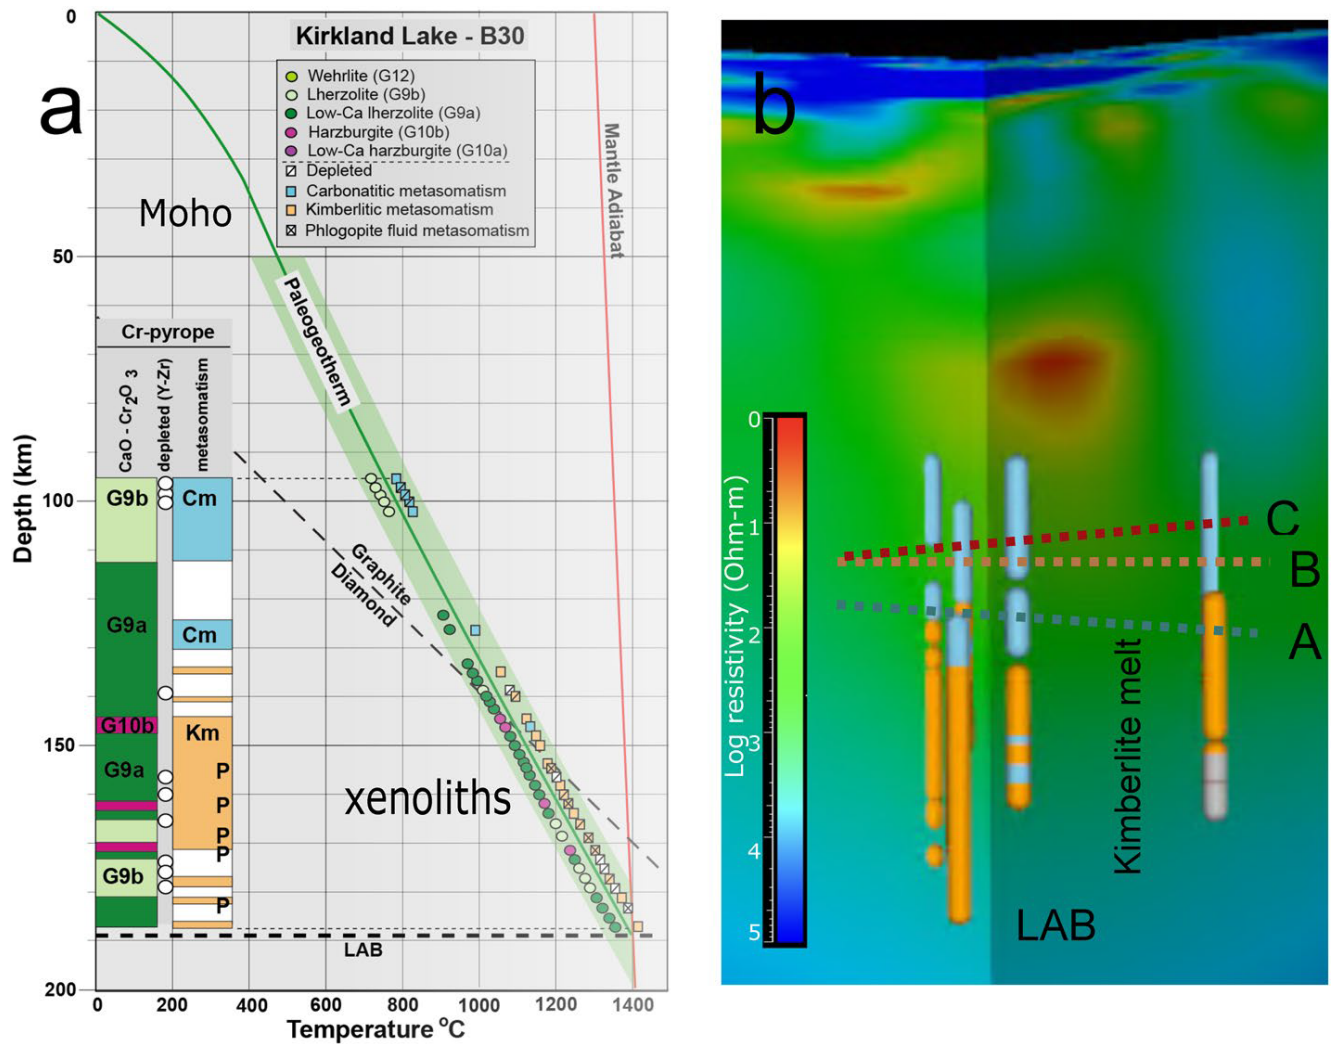 a
Kirkland Lake - B30
Wehrlite (G12)
Lherzolite (G9b)
Low-Ca lherzolite (G9a)
Harzburgite (G10b)
Low-Ca harzburgite (G10a)
Depleted
Carbonatitic metasomatism
Kimberlitic metasomatism
Phlogopite fluid metasomatism
Mantle Adiabat
Moho
Paleogeotherm
Cr-pyrope
CaO - Cr2O3
depleted (Y-Zr)
metasomatism
G9b
Cm
G9a
Cm
G10b
Km
G9a
P
P
P
P
G9b
P
Graphite
Diamond
xenoliths
LAB
Depth (km)
0
50
100
150
200
0
200
400
600
800
1000
1200
1400
Temperature oC
b
0
1
2
3
4
5
Log resistivity (Ohm-m)
C
B
A
Kimberlite melt
LAB